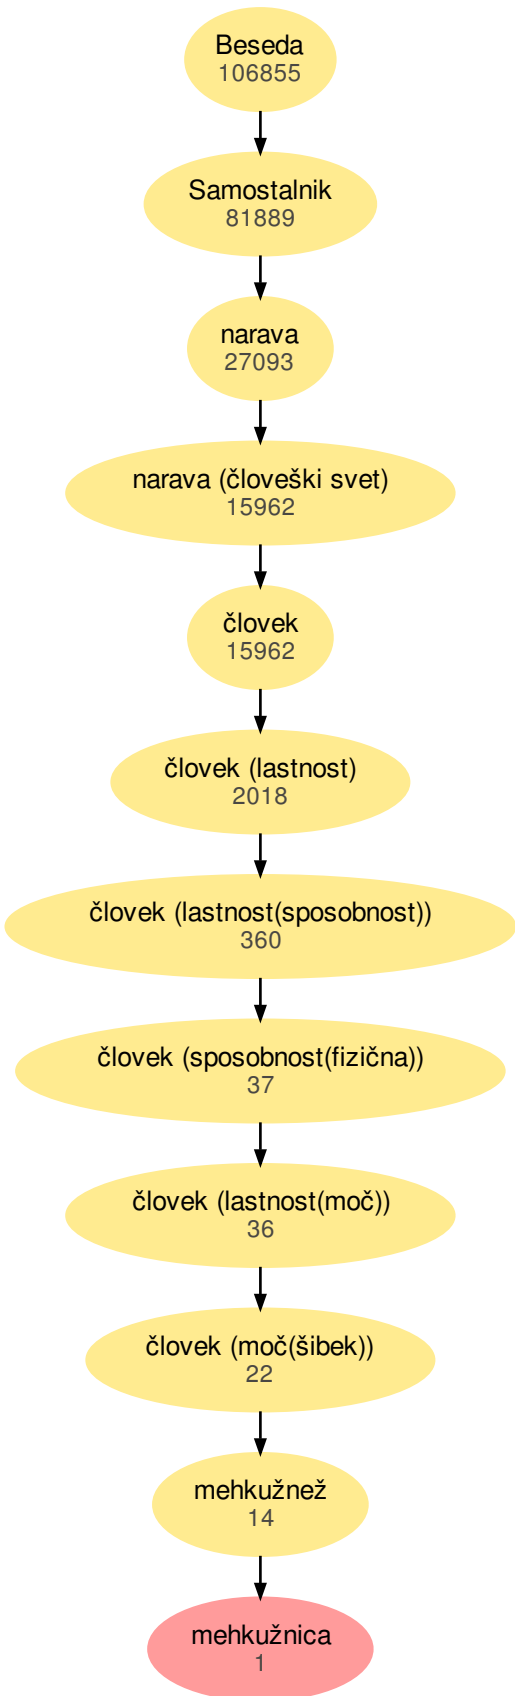 Beseda
106855
Samostalnik
81889
narava
27093
narava (človeški svet)
15962
človek
15962
človek (lastnost)
2018
človek (lastnost(sposobnost))
360
človek (sposobnost(fizična))
37
človek (lastnost(moč))
36
človek (moč(šibek))
22
mehkužnež
14
mehkužnica
1